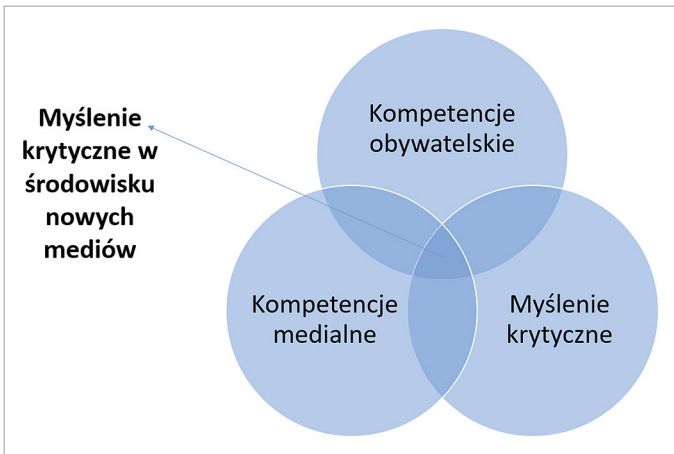 Myślenie
krytyczne w
środowisku
nowych
mediów
Kompetencje
obywatelskie
Kompetencje
medialne
Myślenie
krytyczne